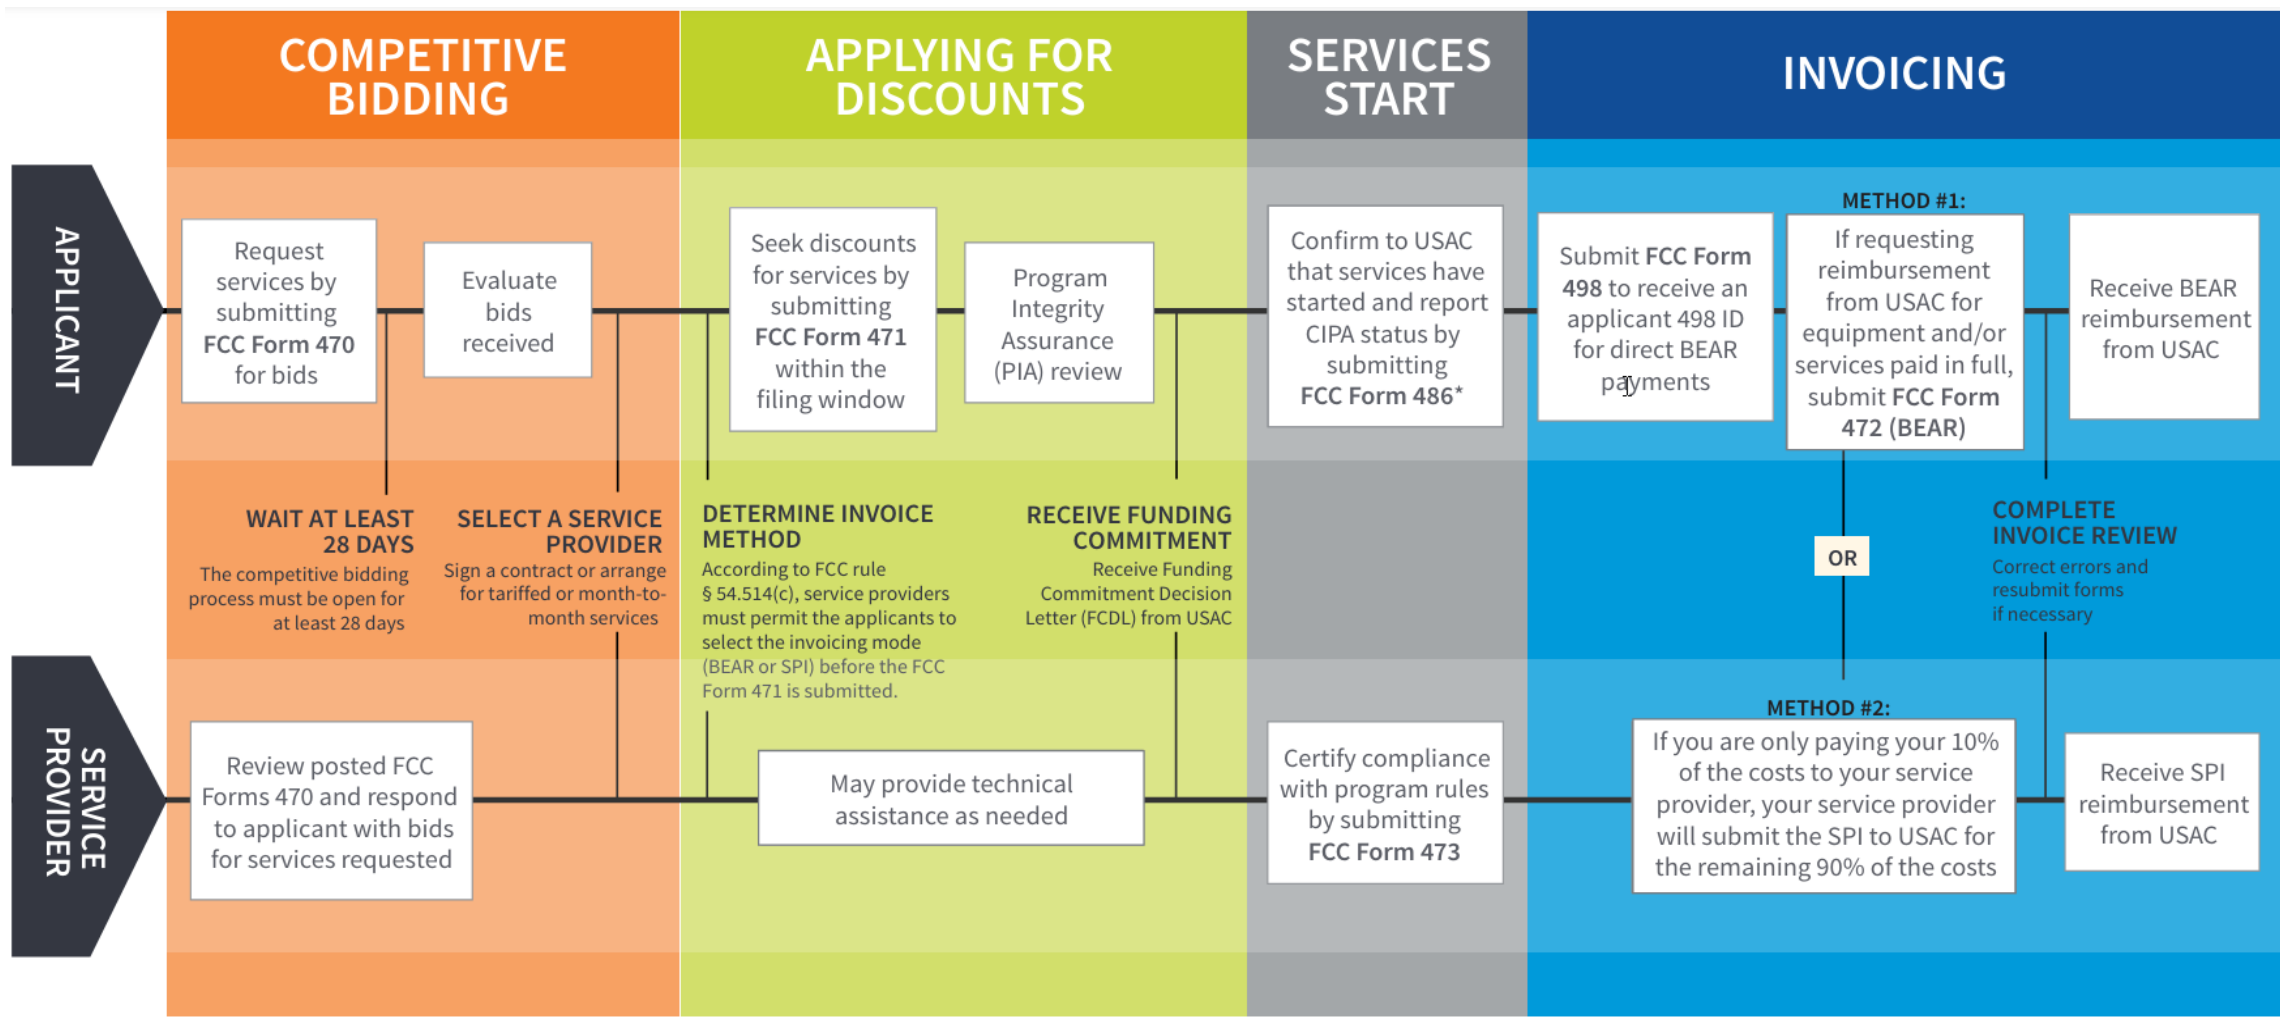 COMPETITIVE
BIDDING
APPLYING FOR
DISCOUNTS
SERVICES
START
INVOICING
APPLICANT
Request
services by
submitting
FCC Form 470
for bids
Evaluate
bids
received
Seek discounts
for services by
submitting
FCC Form 471
within the
filing window
Program
Integrity
Assurance
(PIA) review
Confirm to USAC
that services have
started and report
CIPA status by
submitting
FCC Form 486*
Submit FCC Form
498 to receive an
applicant 498 ID
for direct BEAR
payments
METHOD #1:
If requesting
reimbursement
from USAC for
equipment and/or
services paid in full,
submit FCC Form
472 (BEAR)
Receive BEAR
reimbursement
from USAC
WAIT AT LEAST
28 DAYS
The competitive bidding
process must be open for
at least 28 days
SELECT A SERVICE
PROVIDER
Sign a contract or arrange
for tariffed or month-to-
month services
DETERMINE INVOICE
METHOD
According to FCC rule
§ 54.514(c), service providers
must permit the applicants to
select the invoicing mode
(BEAR or SPI) before the FCC
Form 471 is submitted.
RECEIVE FUNDING
COMMITMENT
Receive Funding
Commitment Decision
Letter (FCDL) from USAC
OR
COMPLETE
INVOICE REVIEW
Correct errors and
resubmit forms
if necessary
SERVICE
PROVIDER
Review posted FCC
Forms 470 and respond
to applicant with bids
for services requested
May provide technical
assistance as needed
Certify compliance
with program rules
by submitting
FCC Form 473
METHOD #2:
If you are only paying your 10%
of the costs to your service
provider, your service provider
will submit the SPI to USAC for
the remaining 90% of the costs
Receive SPI
reimbursement
from USAC